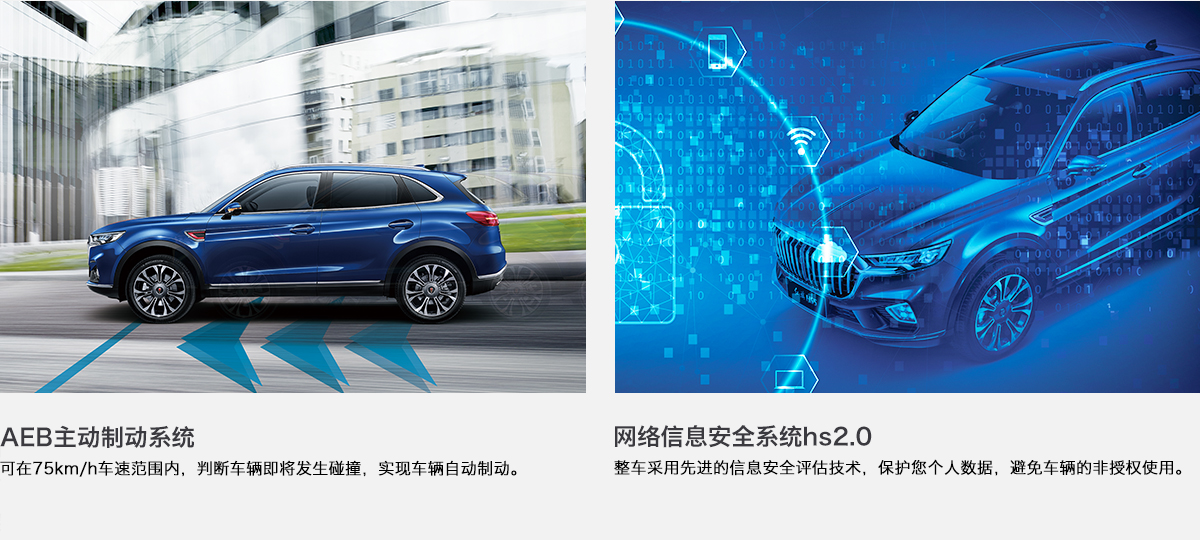 AEB主动制动系统
可在75km/h车速范围内，判断车辆即将发生碰撞，实现车辆自动制动。
网络信息安全系统hs2.0
整车采用先进的信息安全评估技术，保护您个人数据，避免车辆的非授权使用。